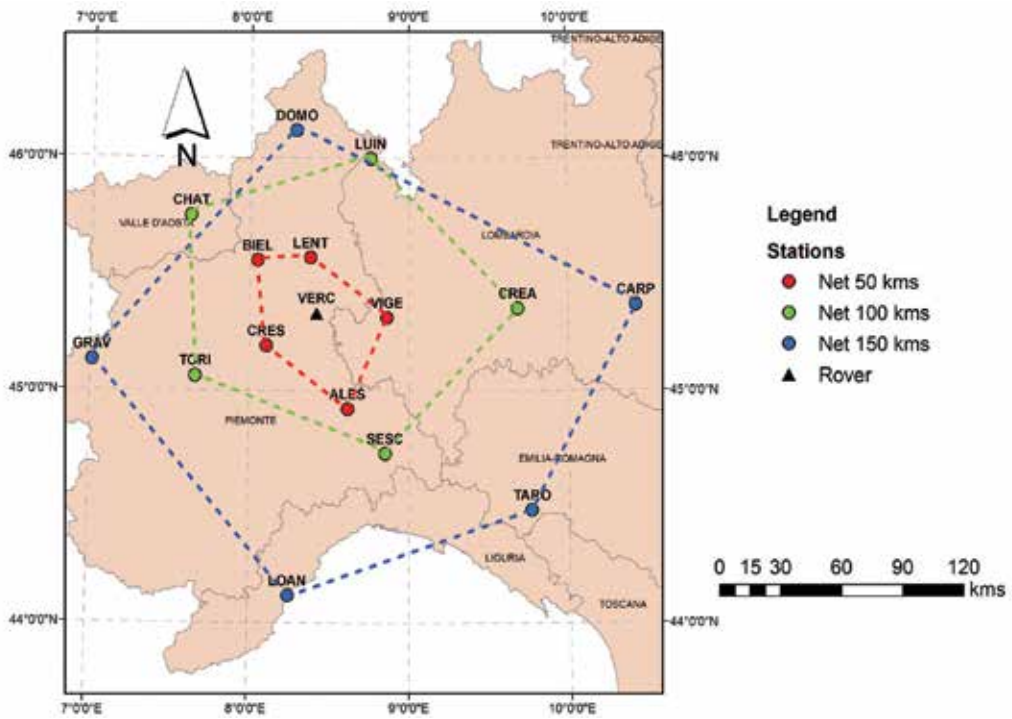 7°0'0"E 8°0'0"E 9°0'0"E 10°0'0"E
TRENTINO-ALTO ADIGE
DOMO
LUIN
46°0'0"N 46°0'0"N
TRENTINO-ALTO ADIGE
N
CHAT
VALLE D'AOSTA
LOMBARDIA
BIEL LENT
VERC VIGE CREA CARP
CRES
GRAV
TORI
45°0'0"N 45°0'0"N
ALES
PIEMONTE
SESC
EMILIA-ROMAGNA
TARO
LIGURIA
LOAN
TOSCANA
44°0'0"N 44°0'0"N
7°0'0"E 8°0'0"E 9°0'0"E 10°0'0"E
Legend
Stations
Net 50 kms
Net 100 kms
Net 150 kms
Rover
0 15 30 60 90 120
kms